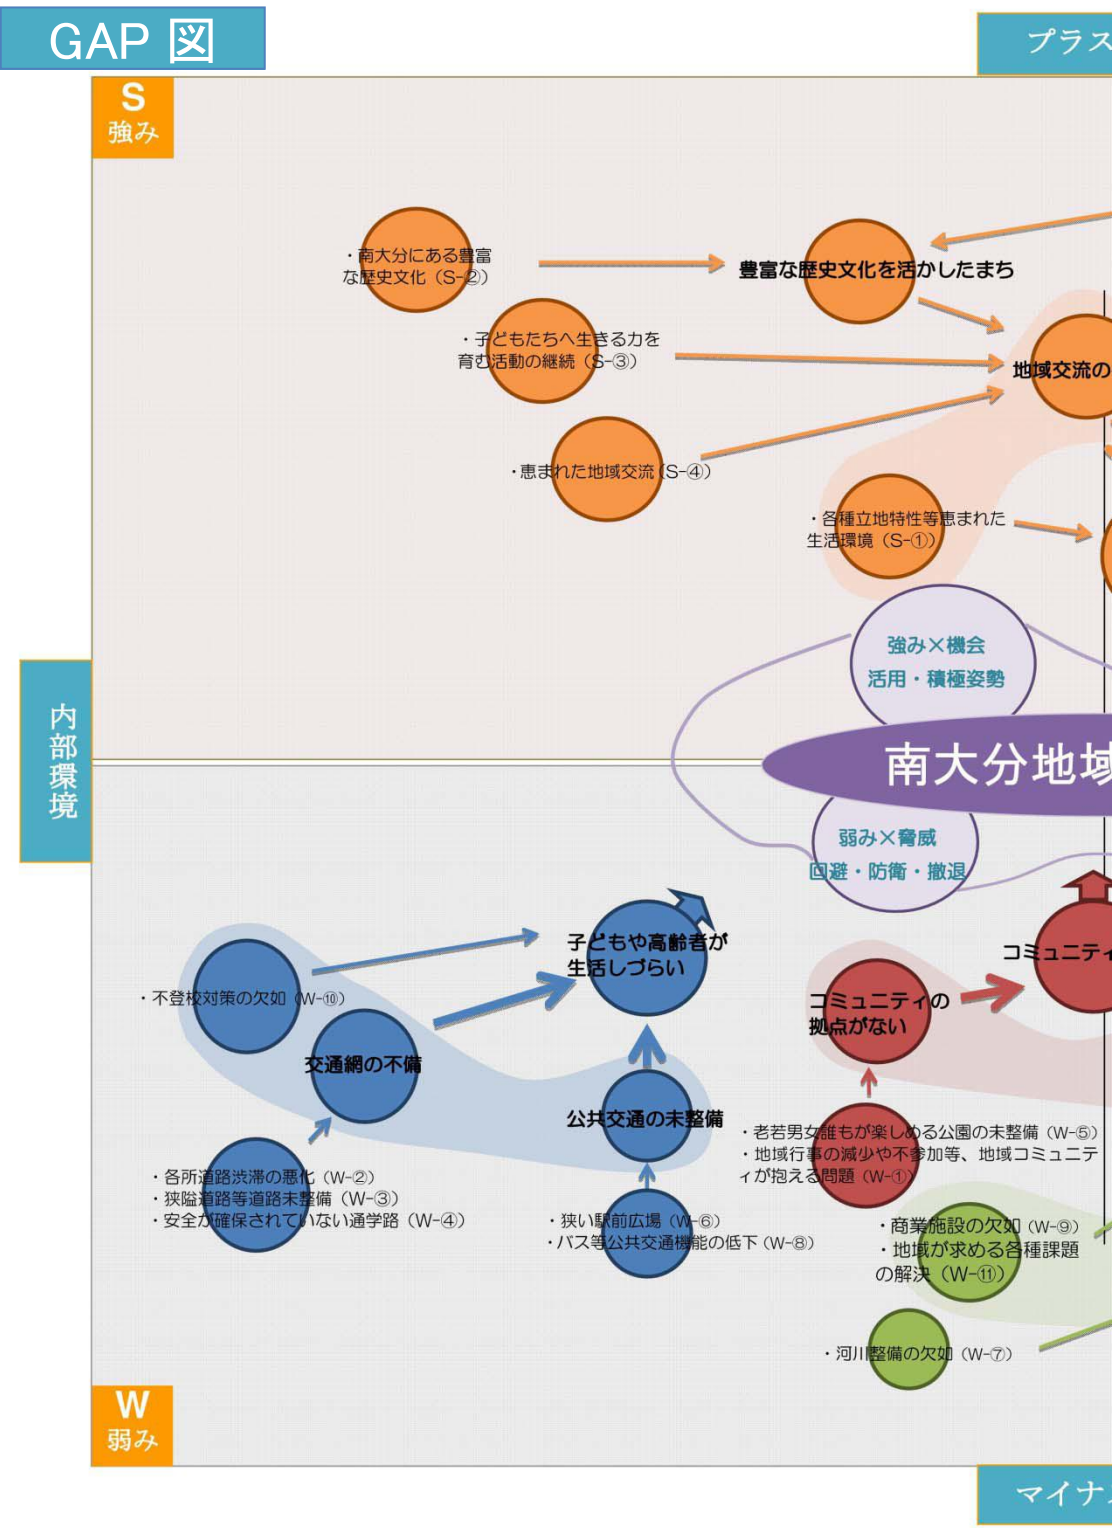 GAP 図
プラス
S
強み
・南大分にある豊富
な歴史文化（S-②）
豊富な歴史文化を活かしたまち
・子どもたちへ生きる力を
育む活動の継続（S-③）
地域交流の
・恵まれた地域交流（S-④）
・各種立地特性等恵まれた
生活環境（S-①）
強み×機会
活用・積極姿勢
内部環境
南大分地域
弱み×脅威
回避・防衛・撤退
子どもや高齢者が
生活しづらい
コミュニティ
・不登校対策の欠如（W-⑩）
コミュニティの
拠点がない
交通網の不備
公共交通の未整備
・老若男女誰もが楽しめる公園の未整備（W-⑤）
・地域行事の減少や不参加等、地域コミュニテ
ィが抱える問題（W-①）
・各所道路渋滞の悪化（W-②）
・狭隘道路等道路未整備（W-③）
・安全が確保されていない通学路（W-④）
・狭い駅前広場（W-⑥）
・バス等公共交通機能の低下（W-⑧）
・商業施設の欠如（W-⑨）
・地域が求める各種課題
の解決（W-⑪）
・河川整備の欠如（W-⑦）
W
弱み
マイナ